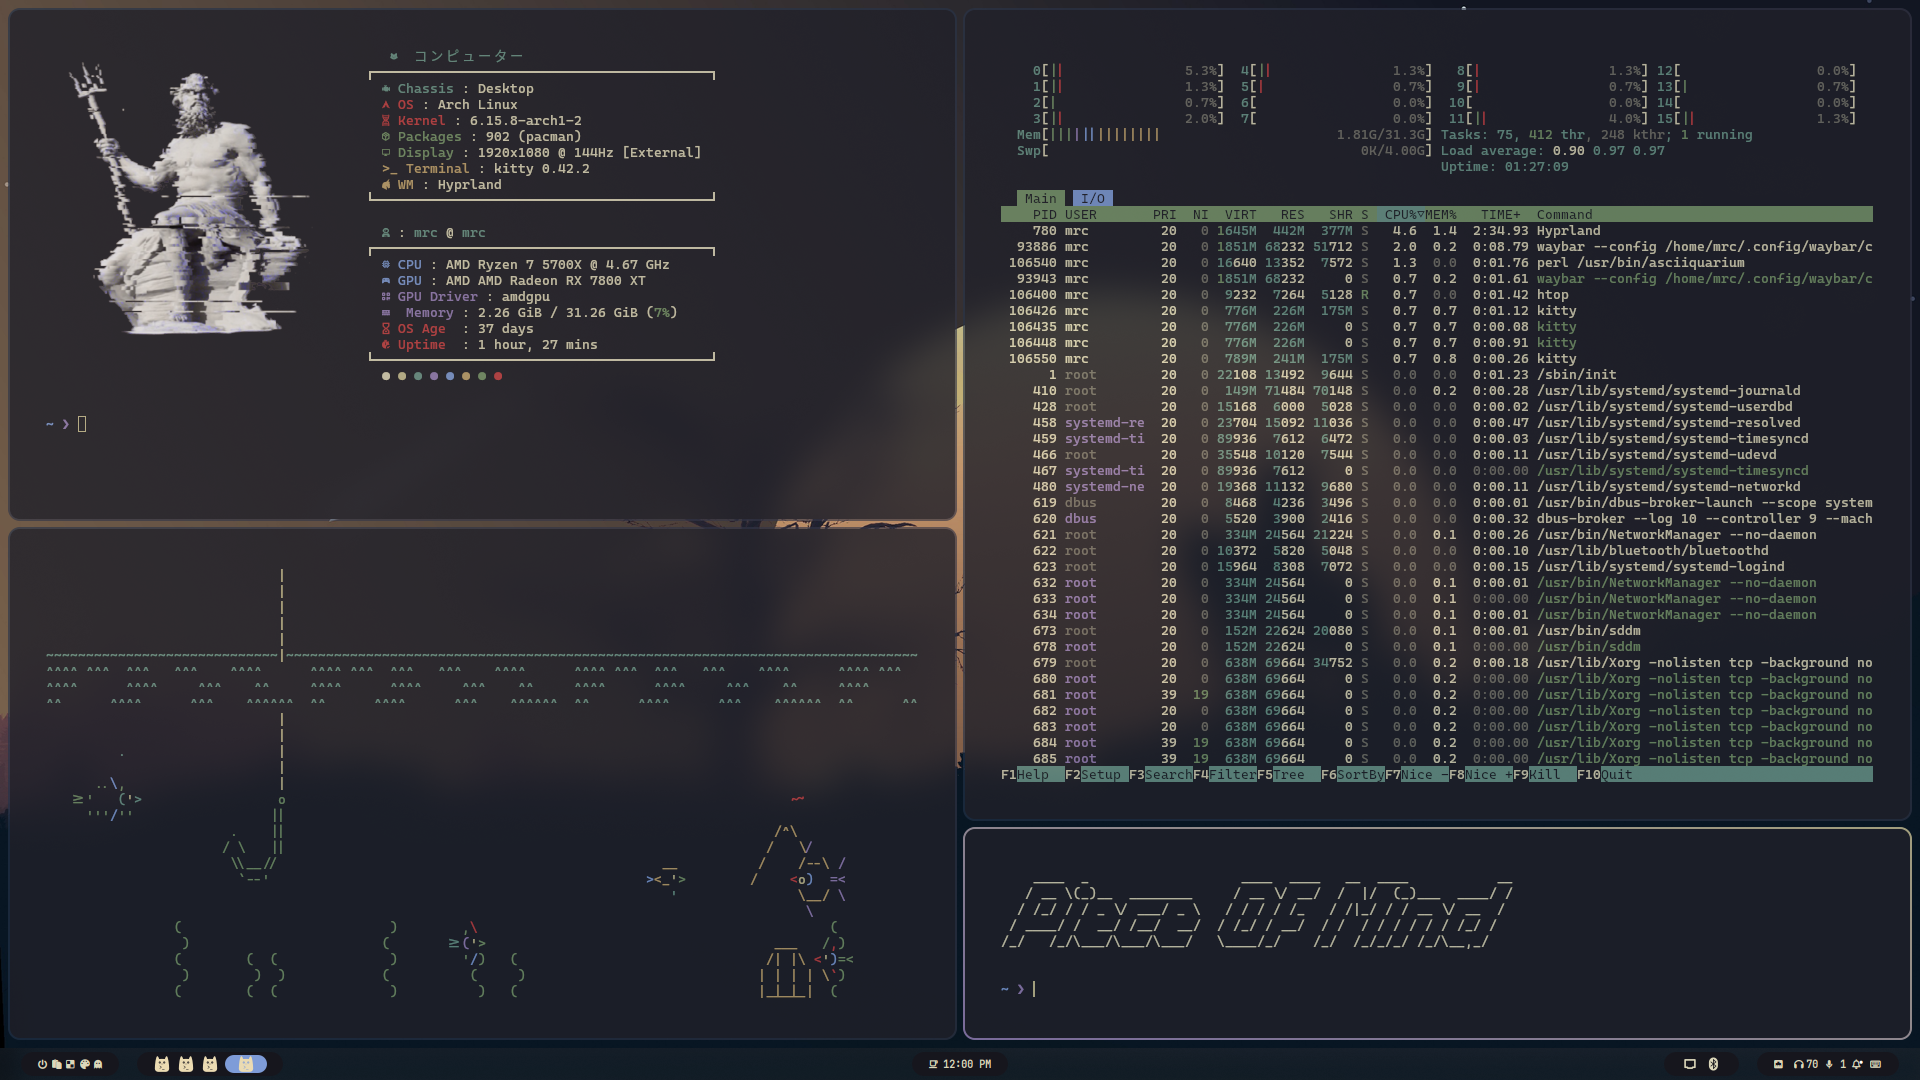 コンピューター
Chassis : Desktop
OS : Arch Linux
Kernel : 6.15.8-arch1-2
Packages : 902 (pacman)
Display : 1920x1080 @ 144Hz [External]
>_ Terminal : kitty 0.42.2
WM : Hyprland
: mrc @ mrc
CPU : AMD Ryzen 7 5700X @ 4.67 GHz
GPU : AMD AMD Radeon RX 7800 XT
GPU Driver : amdgpu
Memory : 2.26 GiB / 31.26 GiB (7%)
OS Age : 37 days
Uptime : 1 hour, 27 mins
~ ❯
0[|| 5.3%] 4[|| 1.3%] 8[| 1.3%] 12[ 0.0%]
1[|| 1.3%] 5[| 0.7%] 9[| 0.7%] 13[| 0.7%]
2[| 0.7%] 6[ 0.0%] 10[ 0.0%] 14[ 0.0%]
3[|| 2.0%] 7[ 0.0%] 11[|| 4.0%] 15[|| 1.3%]
Mem[|||||||||||||| 1.81G/31.3G] Tasks: 75, 412 thr, 248 kthr; 1 running
Swp[ 0K/4.00G] Load average: 0.90 0.97 0.97
Uptime: 01:27:09
Main I/O
PID USER PRI NI VIRT RES SHR S CPU%▽MEM% TIME+ Command
780 mrc 20 0 1645M 442M 377M S 4.6 1.4 2:34.93 Hyprland
93886 mrc 20 0 1851M 68232 51712 S 2.0 0.2 0:08.79 waybar --config /home/mrc/.config/waybar/c
106540 mrc 20 0 16640 13352 7572 S 1.3 0.0 0:01.76 perl /usr/bin/asciiquarium
93943 mrc 20 0 1851M 68232 0 S 0.7 0.2 0:01.61 waybar --config /home/mrc/.config/waybar/c
106400 mrc 20 0 9232 7264 5128 R 0.7 0.0 0:01.42 htop
106426 mrc 20 0 776M 226M 175M S 0.7 0.7 0:01.12 kitty
106435 mrc 20 0 776M 226M 0 S 0.7 0.7 0:00.08 kitty
106448 mrc 20 0 776M 226M 0 S 0.7 0.7 0:00.91 kitty
106550 mrc 20 0 789M 241M 175M S 0.7 0.8 0:00.26 kitty
1 root 20 0 22108 13492 9644 S 0.0 0.0 0:01.23 /sbin/init
410 root 20 0 149M 71484 70148 S 0.0 0.2 0:00.28 /usr/lib/systemd/systemd-journald
428 root 20 0 15168 6000 5028 S 0.0 0.0 0:00.02 /usr/lib/systemd/systemd-userdbd
458 systemd-re 20 0 23704 15092 11036 S 0.0 0.0 0:00.47 /usr/lib/systemd/systemd-resolved
459 systemd-ti 20 0 89936 7612 6472 S 0.0 0.0 0:00.03 /usr/lib/systemd/systemd-timesyncd
466 root 20 0 35548 10120 7544 S 0.0 0.0 0:00.11 /usr/lib/systemd/systemd-udevd
467 systemd-ti 20 0 89936 7612 0 S 0.0 0.0 0:00.00 /usr/lib/systemd/systemd-timesyncd
480 systemd-ne 20 0 19368 11132 9680 S 0.0 0.0 0:00.11 /usr/lib/systemd/systemd-networkd
619 dbus 20 0 8468 4236 3496 S 0.0 0.0 0:00.01 /usr/bin/dbus-broker-launch --scope system
620 dbus 20 0 5520 3900 2416 S 0.0 0.0 0:00.32 dbus-broker --log 10 --controller 9 --mach
621 root 20 0 334M 24564 21224 S 0.0 0.1 0:00.26 /usr/bin/NetworkManager --no-daemon
622 root 20 0 10372 5820 5048 S 0.0 0.0 0:00.10 /usr/lib/bluetooth/bluetoothd
623 root 20 0 15964 8308 7072 S 0.0 0.0 0:00.15 /usr/lib/systemd/systemd-logind
632 root 20 0 334M 24564 0 S 0.0 0.1 0:00.01 /usr/bin/NetworkManager --no-daemon
633 root 20 0 334M 24564 0 S 0.0 0.1 0:00.00 /usr/bin/NetworkManager --no-daemon
634 root 20 0 334M 24564 0 S 0.0 0.1 0:00.01 /usr/bin/NetworkManager --no-daemon
673 root 20 0 152M 22624 20080 S 0.0 0.1 0:00.01 /usr/bin/sddm
678 root 20 0 152M 22624 0 S 0.0 0.1 0:00.00 /usr/bin/sddm
679 root 20 0 638M 69664 34752 S 0.0 0.2 0:00.18 /usr/lib/Xorg -nolisten tcp -background no
680 root 20 0 638M 69664 0 S 0.0 0.2 0:00.00 /usr/lib/Xorg -nolisten tcp -background no
681 root 39 19 638M 69664 0 S 0.0 0.2 0:00.00 /usr/lib/Xorg -nolisten tcp -background no
682 root 20 0 638M 69664 0 S 0.0 0.2 0:00.00 /usr/lib/Xorg -nolisten tcp -background no
683 root 20 0 638M 69664 0 S 0.0 0.2 0:00.00 /usr/lib/Xorg -nolisten tcp -background no
684 root 39 19 638M 69664 0 S 0.0 0.2 0:00.00 /usr/lib/Xorg -nolisten tcp -background no
685 root 39 19 638M 69664 0 S 0.0 0.2 0:00.00 /usr/lib/Xorg -nolisten tcp -background no
F1Help F2Setup F3SearchF4FilterF5Tree F6SortByF7Nice -F8Nice +F9Kill F10Quit
Piece Of Mind
~ ❯
12:00 PM
70 1